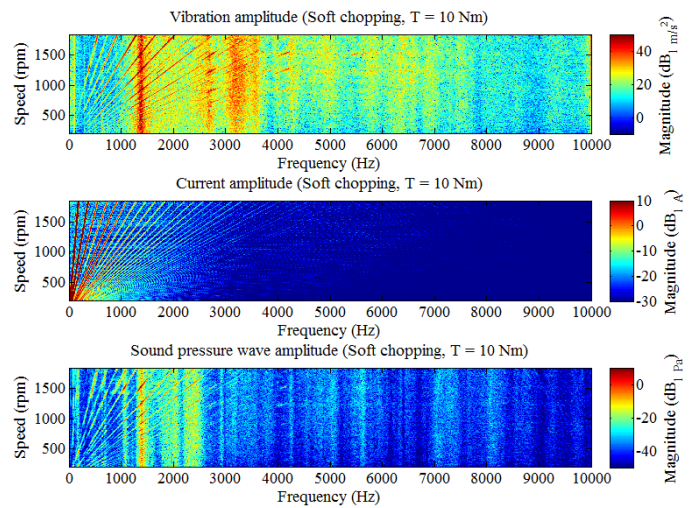 Vibration amplitude (Soft chopping, T = 10 Nm)
Speed (rpm)
1500
1000
500
0 1000 2000 3000 4000 5000 6000 7000 8000 9000 10000
Frequency (Hz)
40
20
0
Magnitude (dB1 m/s2)
Current amplitude (Soft chopping, T = 10 Nm)
Speed (rpm)
1500
1000
500
0 1000 2000 3000 4000 5000 6000 7000 8000 9000 10000
Frequency (Hz)
10
0
-10
-20
-30
Magnitude (dB1 A)
Sound pressure wave amplitude (Soft chopping, T = 10 Nm)
Speed (rpm)
1500
1000
500
0 1000 2000 3000 4000 5000 6000 7000 8000 9000 10000
Frequency (Hz)
0
-20
-40
Magnitude (dB1 Pa)